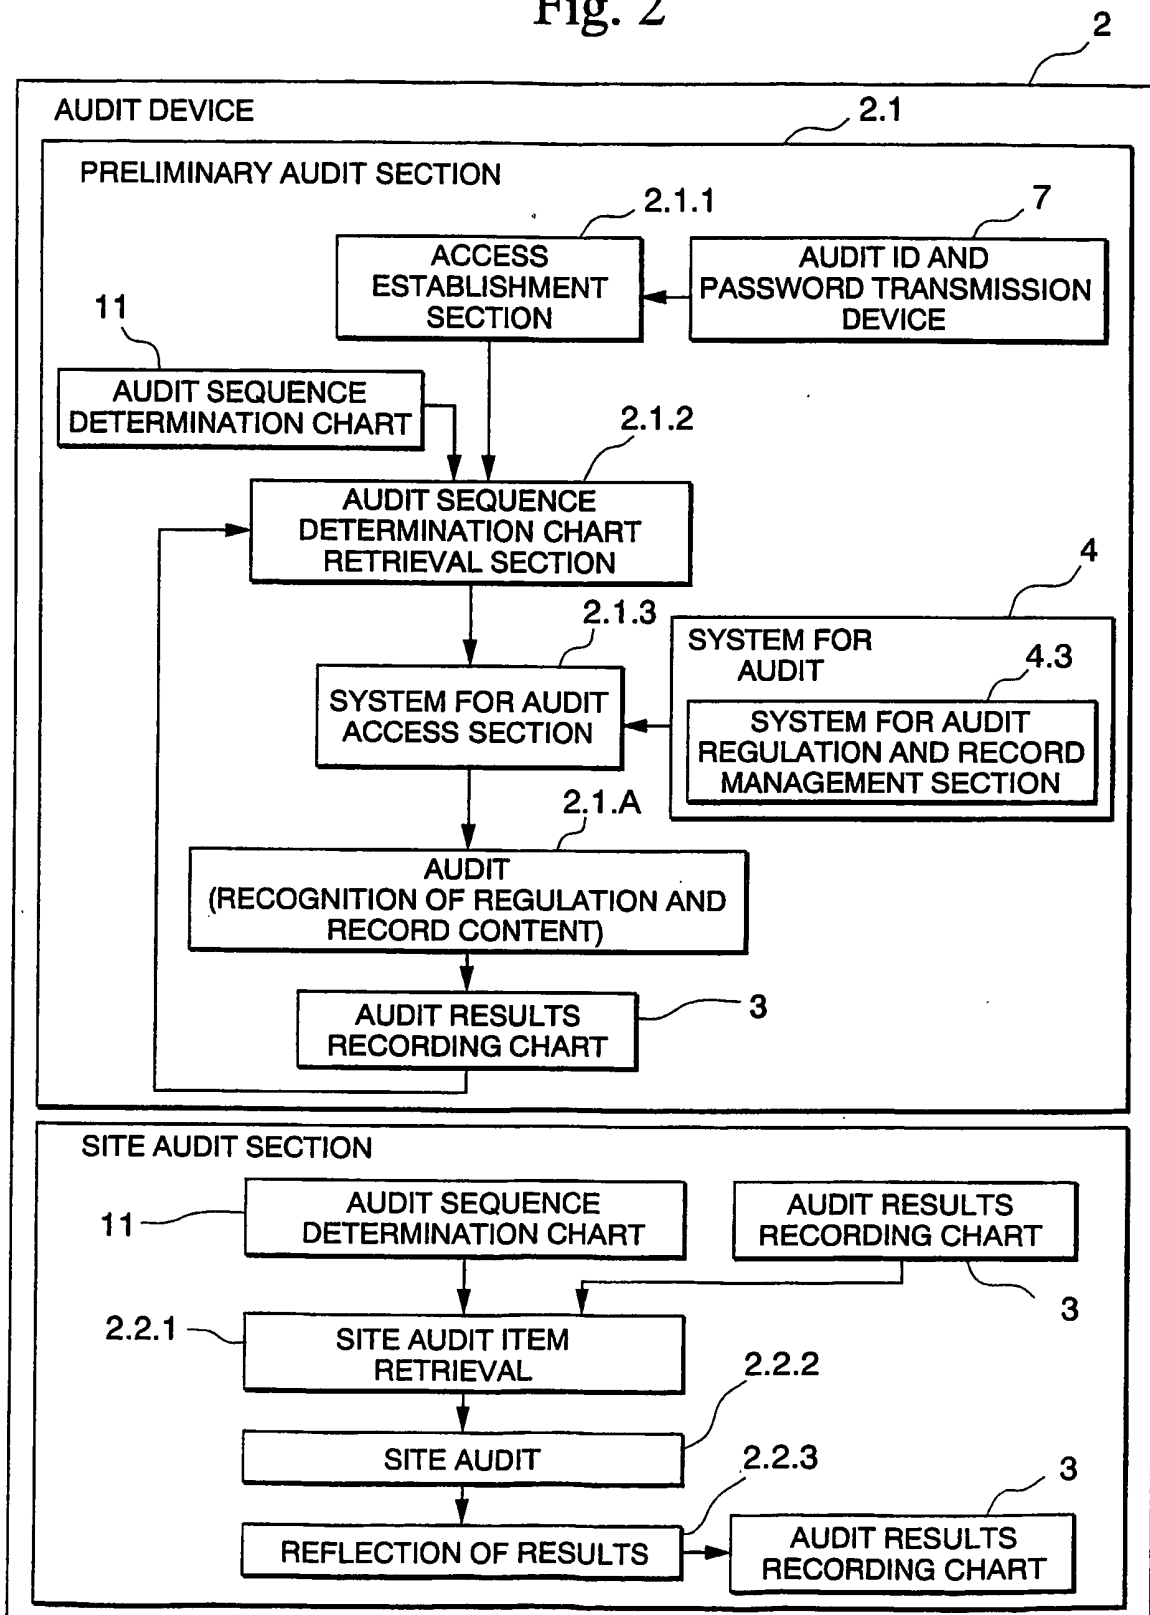 Fig. 2
2
AUDIT DEVICE
2.1
PRELIMINARY AUDIT SECTION
2.1.1
7
ACCESS
ESTABLISHMENT
SECTION
AUDIT ID AND
PASSWORD TRANSMISSION
DEVICE
11
AUDIT SEQUENCE
DETERMINATION CHART
2.1.2
AUDIT SEQUENCE
DETERMINATION CHART
RETRIEVAL SECTION
4
2.1.3
SYSTEM FOR
AUDIT
4.3
SYSTEM FOR AUDIT
ACCESS SECTION
SYSTEM FOR AUDIT
REGULATION AND RECORD
MANAGEMENT SECTION
2.1.A
AUDIT
(RECOGNITION OF REGULATION AND
RECORD CONTENT)
3
AUDIT RESULTS
RECORDING CHART
SITE AUDIT SECTION
11
AUDIT SEQUENCE
DETERMINATION CHART
AUDIT RESULTS
RECORDING CHART
3
2.2.1
SITE AUDIT ITEM
RETRIEVAL
2.2.2
SITE AUDIT
2.2.3
3
REFLECTION OF RESULTS
AUDIT RESULTS
RECORDING CHART